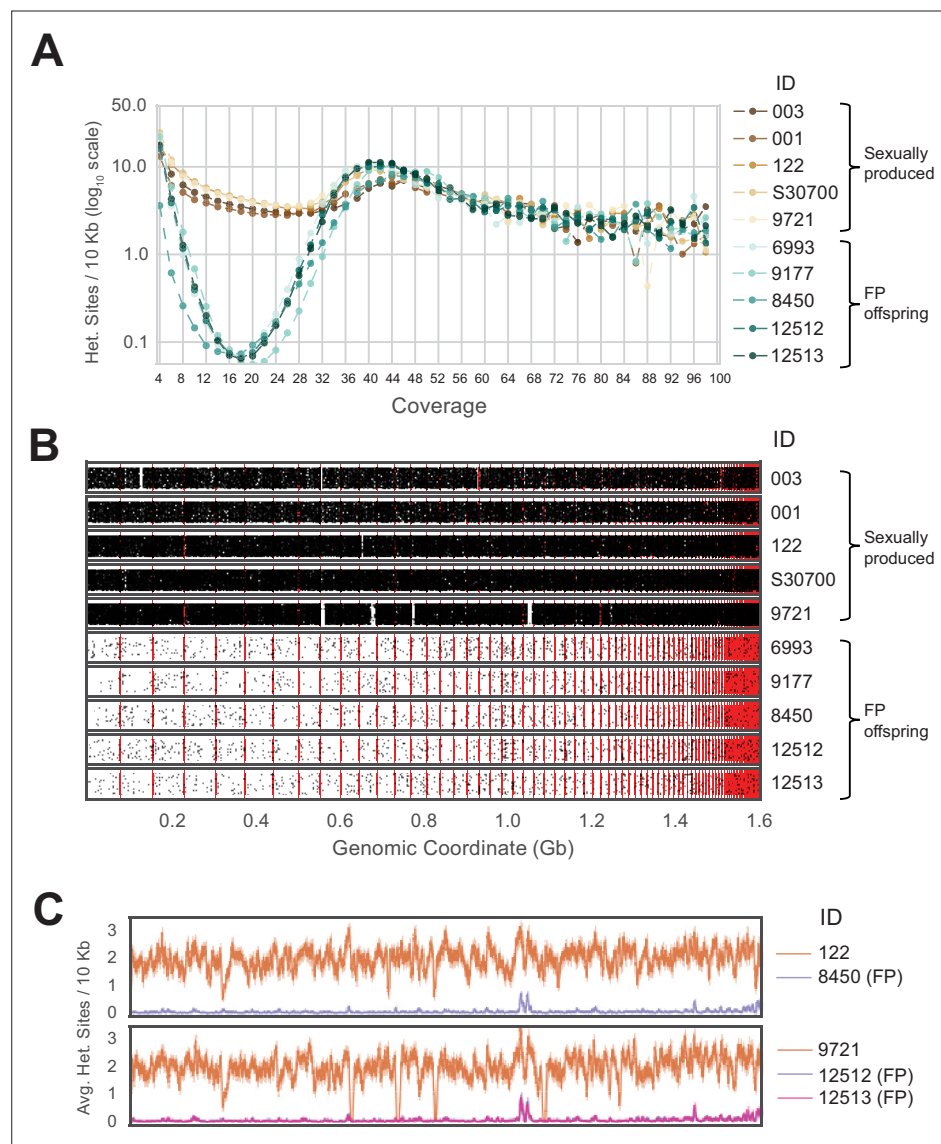 A
ID
50.0
10.0
1.0
0.1
Het. Sites / 10 Kb (log10 scale)
4 8 12 16 20 24 28 32 36 40 44 48 52 56 60 64 68 72 76 80 84 88 92 96 100
Coverage
003
001
122
S30700
9721
6993
9177
8450
12512
12513
Sexually
produced
FP
offspring
B
ID
003
001
122
S30700
9721
6993
9177
8450
12512
12513
Sexually
produced
FP
offspring
0.2 0.4 0.6 0.8 1.0 1.2 1.4 1.6
Genomic Coordinate (Gb)
C
ID
Avg. Het. Sites / 10 Kb
3
2
1
0
122
8450 (FP)
3
2
1
0
9721
12512 (FP)
12513 (FP)